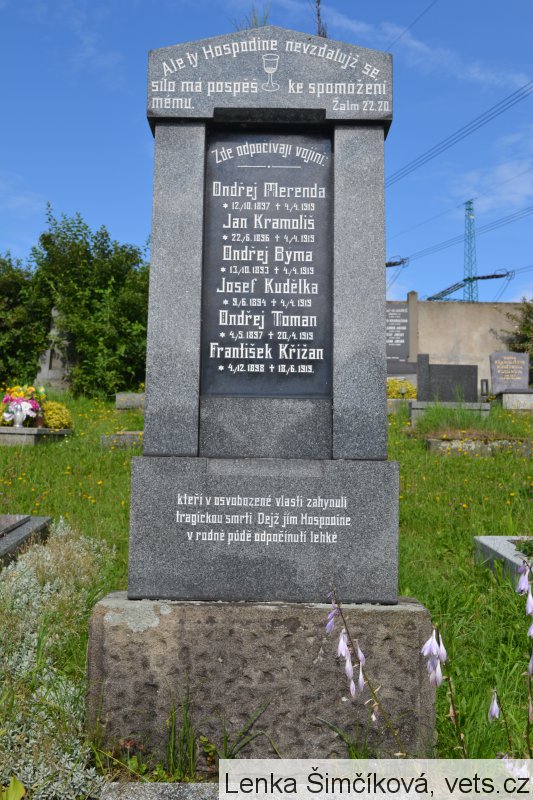 Ale ty Hospodine nevzdalujž se,
sílo má pospěš ke spomožení
mému. Žalm 22.20.
Zde odpočívají vojíni:
Ondřej Merenda
* 12./10. 1897 + 4./4. 1919
Jan Kramoliš
* 22./6. 1896 + 4./4. 1919
Ondřej Byma
* 13./10. 1893 + 4./4. 1919
Josef Kudělka
* 9./6. 1894 + 4./4. 1919.
Ondřej Toman
* 4./5. 1897 + 20./4. 1919
František Křižan
* 4./12. 1898 + 18./6. 1919.
kteří v osvobozené vlasti zahynuli
tragickou smrtí. Dejž jim Hospodine
v rodné půdě odpočinutí lehké
Lenka Šimčíková, vets.cz